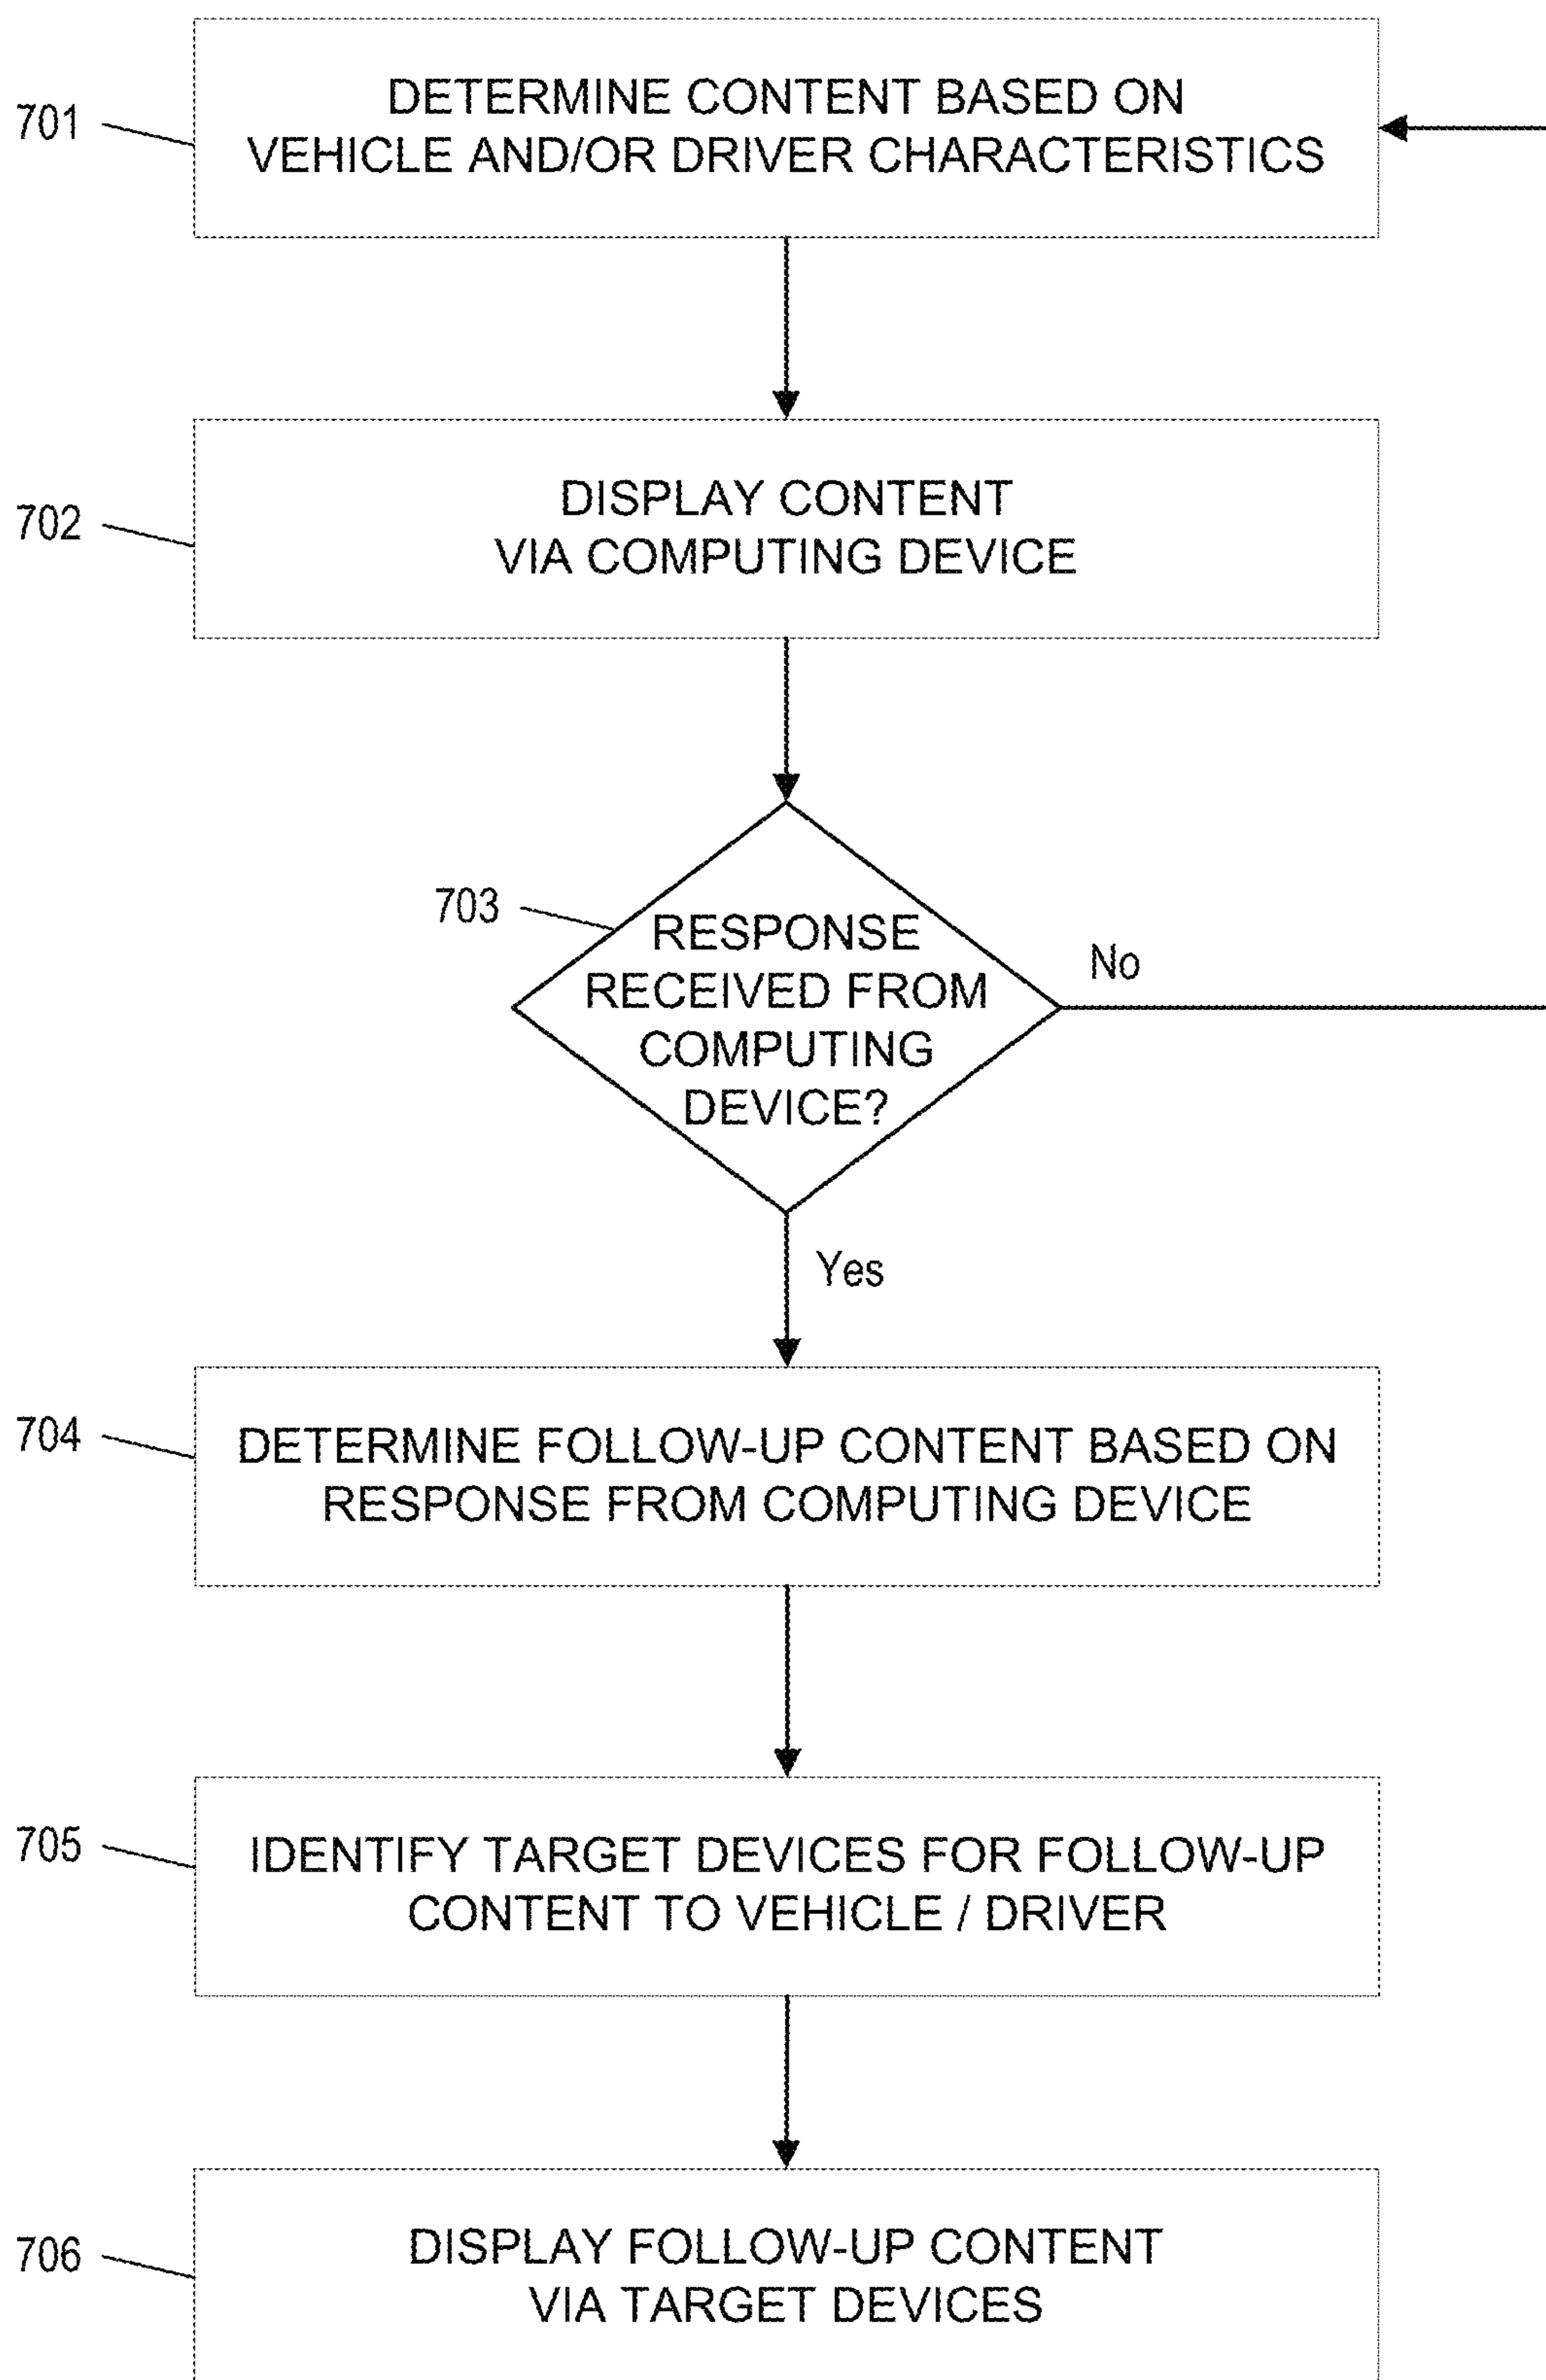 701
DETERMINE CONTENT BASED ON
VEHICLE AND/OR DRIVER CHARACTERISTICS
702
DISPLAY CONTENT
VIA COMPUTING DEVICE
703
RESPONSE
RECEIVED FROM
COMPUTING
DEVICE?
No
Yes
704
DETERMINE FOLLOW-UP CONTENT BASED ON
RESPONSE FROM COMPUTING DEVICE
705
IDENTIFY TARGET DEVICES FOR FOLLOW-UP
CONTENT TO VEHICLE / DRIVER
706
DISPLAY FOLLOW-UP CONTENT
VIA TARGET DEVICES